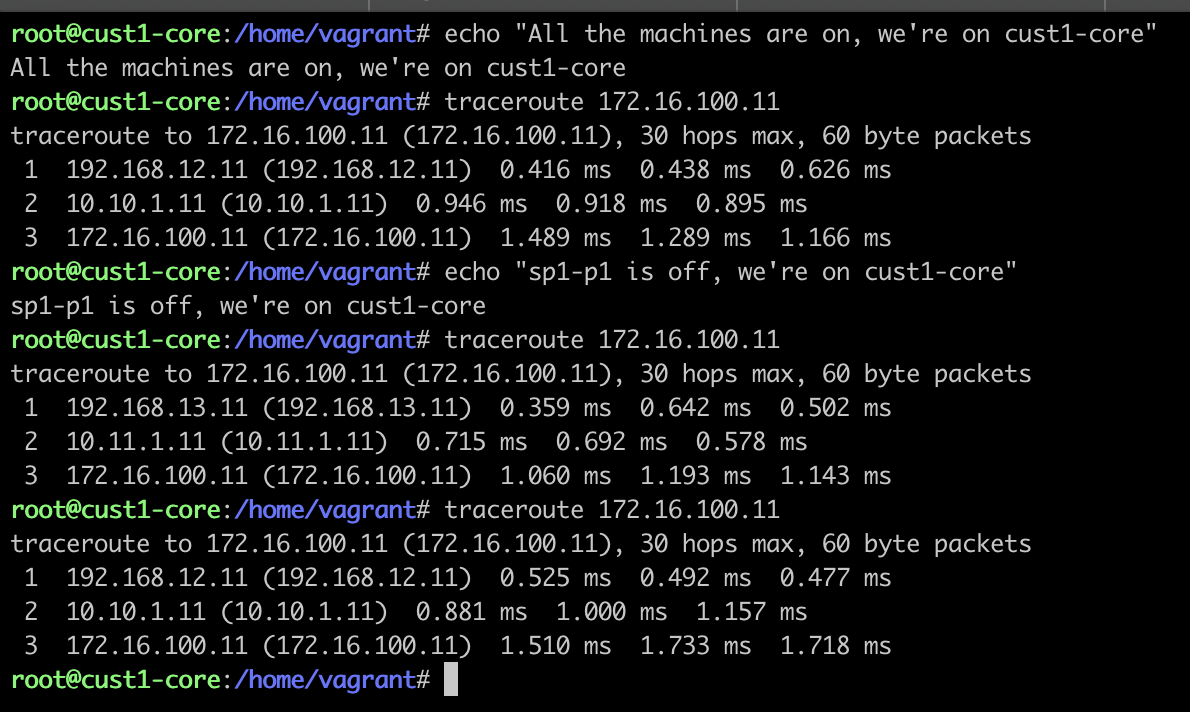 root@cust1-core:/home/vagrant# echo "All the machines are on, we're on cust1-core"
All the machines are on, we're on cust1-core
root@cust1-core:/home/vagrant# traceroute 172.16.100.11
traceroute to 172.16.100.11 (172.16.100.11), 30 hops max, 60 byte packets
 1  192.168.12.11 (192.168.12.11)  0.416 ms  0.438 ms  0.626 ms
 2  10.10.1.11 (10.10.1.11)  0.946 ms  0.918 ms  0.895 ms
 3  172.16.100.11 (172.16.100.11)  1.489 ms  1.289 ms  1.166 ms
root@cust1-core:/home/vagrant# echo "sp1-p1 is off, we're on cust1-core"
sp1-p1 is off, we're on cust1-core
root@cust1-core:/home/vagrant# traceroute 172.16.100.11
traceroute to 172.16.100.11 (172.16.100.11), 30 hops max, 60 byte packets
 1  192.168.13.11 (192.168.13.11)  0.359 ms  0.642 ms  0.502 ms
 2  10.11.1.11 (10.11.1.11)  0.715 ms  0.692 ms  0.578 ms
 3  172.16.100.11 (172.16.100.11)  1.060 ms  1.193 ms  1.143 ms
root@cust1-core:/home/vagrant# traceroute 172.16.100.11
traceroute to 172.16.100.11 (172.16.100.11), 30 hops max, 60 byte packets
 1  192.168.12.11 (192.168.12.11)  0.525 ms  0.492 ms  0.477 ms
 2  10.10.1.11 (10.10.1.11)  0.881 ms  1.000 ms  1.157 ms
 3  172.16.100.11 (172.16.100.11)  1.510 ms  1.733 ms  1.718 ms
root@cust1-core:/home/vagrant#